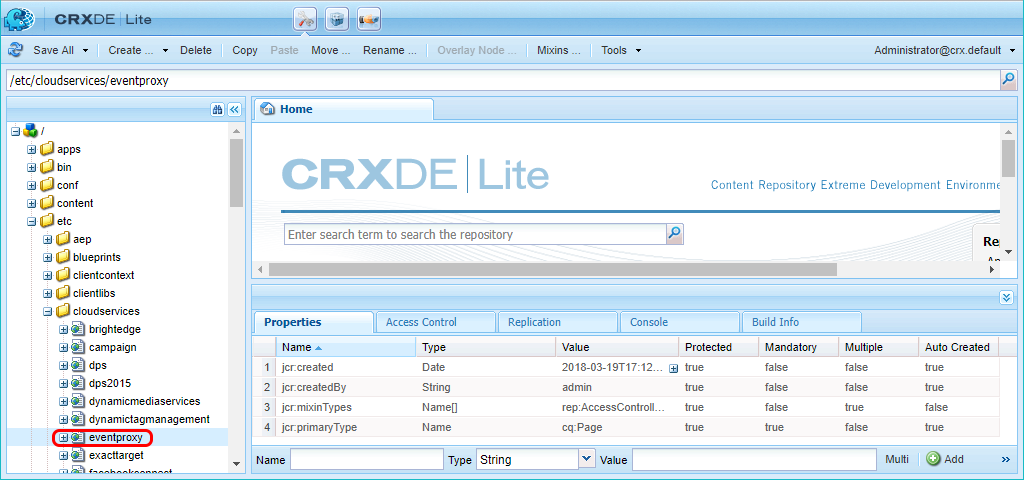 CRXDE | Lite
Save All Create ... Delete Copy Paste Move ... Rename ... Overlay Node ... Mixins ... Tools Administrator@crx.default
/etc/cloudservices/eventproxy
/
apps
bin
conf
content
etc
aep
blueprints
clientcontext
clientlibs
cloudservices
brightedge
campaign
dps
dps2015
dynamicmediaservices
dynamictagmanagement
eventproxy
exacttarget
facebookconnect
Home
CRXDE | Lite
Content Repository Extreme Development Environme
Enter search term to search the repository
Re
Properties Access Control Replication Console Build Info
Name Type Value Protected Mandatory Multiple Auto Created
1 jcr:created Date 2018-03-19T17:12... true false false true
2 jcr:createdBy String admin true false false true
3 jcr:mixinTypes Name[] rep:AccessControll... true false true false
4 jcr:primaryType Name cq:Page true true false true
Name Type String Value Multi Add »